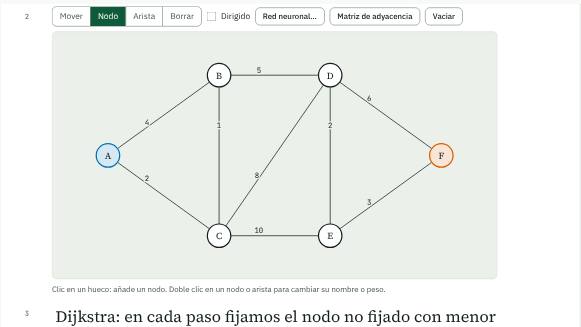 2 Mover Nodo Arista Borrar Dirigido Red neuronal... Matriz de adyacencia Vaciar
B 5 D
4 6
1 2
A F
2 8
3
C 10 E
Clic en un hueco: añade un nodo. Doble clic en un nodo o arista para cambiar su nombre o peso.
3 Dijkstra: en cada paso fijamos el nodo no fijado con menor